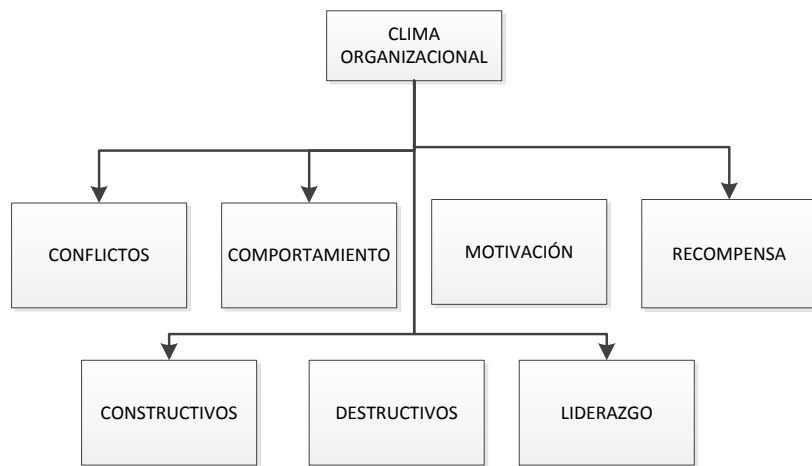 CLIMA
ORGANIZACIONAL
CONFLICTOS
COMPORTAMIENTO
MOTIVACIÓN
RECOMPENSA
CONSTRUCTIVOS
DESTRUCTIVOS
LIDERAZGO